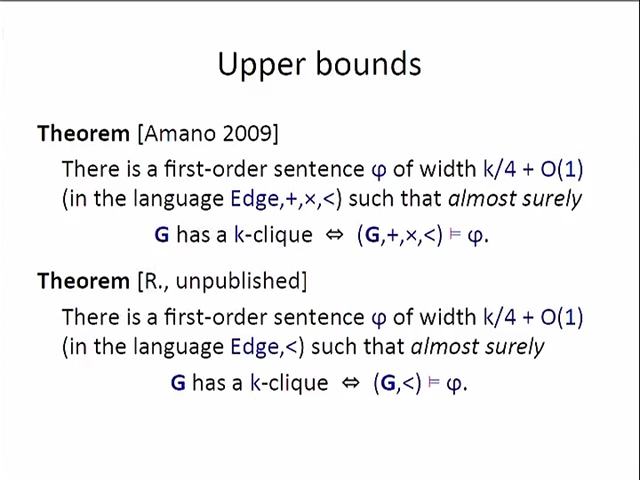 Upper bounds
Theorem [Amano 2009]
There is a first-order sentence φ of width k/4 + O(1)
(in the language Edge,+,×,<) such that almost surely
G has a k-clique ⇔ (G,+,×,<) ⊨ φ.
Theorem [R., unpublished]
There is a first-order sentence φ of width k/4 + O(1)
(in the language Edge,<) such that almost surely
G has a k-clique ⇔ (G,<) ⊨ φ.